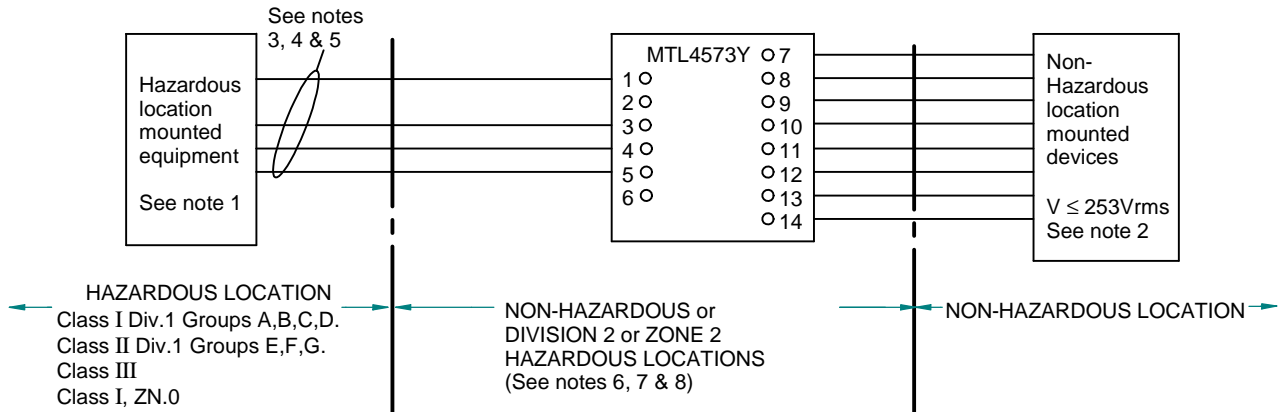 See notes
3, 4 & 5
Hazardous
location
mounted
equipment
See note 1
MTL4573Y
1
2
3
4
5
6
7
8
9
10
11
12
13
14
Non-
Hazardous
location
mounted
devices
V ≤ 253Vrms
See note 2
HAZARDOUS LOCATION
Class I Div.1 Groups A,B,C,D.
Class II Div.1 Groups E,F,G.
Class III
Class I, ZN.0
NON-HAZARDOUS or
DIVISION 2 or ZONE 2
HAZARDOUS LOCATIONS
(See notes 6, 7 & 8)
NON-HAZARDOUS LOCATION